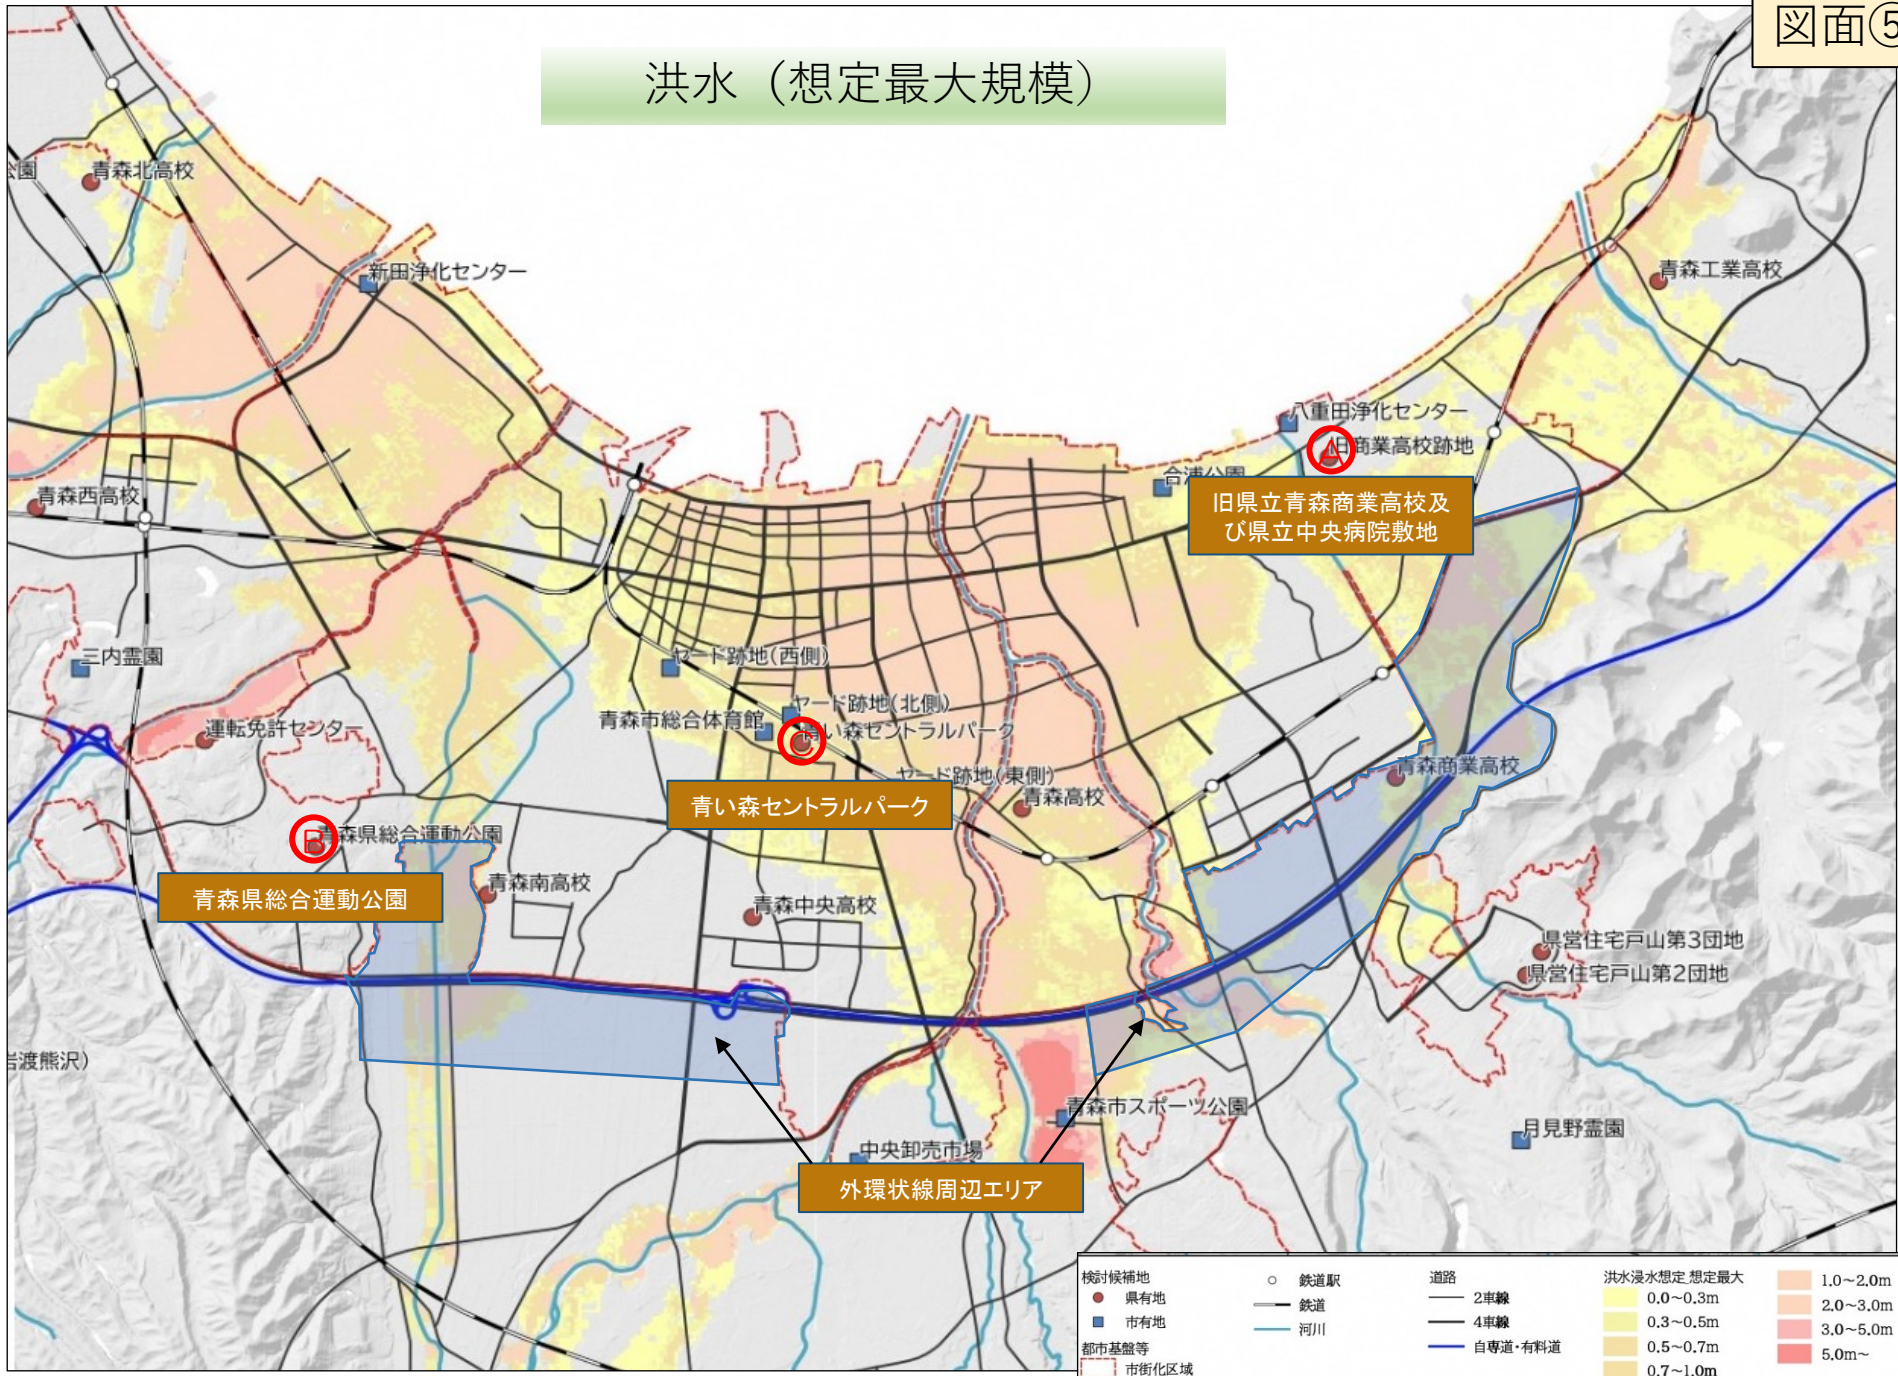 図面⑤
洪水（想定最大規模）
公園
青森北高校
新田浄化センター
青森工業高校
八重田浄化センター
A
旧商業高校跡地
合浦公園
旧県立青森商業高校及
び県立中央病院敷地
青森西高校
三内霊園
運転免許センター
ヤード跡地(西側)
ヤード跡地(北側)
青森市総合体育館
C
青い森セントラルパーク
ヤード跡地(東側)
青森高校
青い森セントラルパーク
青森商業高校
B
青森県総合運動公園
青森県総合運動公園
青森南高校
青森中央高校
県営住宅戸山第3団地
県営住宅戸山第2団地
岩渡熊沢)
青森市スポーツ公園
月見野霊園
中央卸売市場
外環状線周辺エリア
検討候補地
県有地
市有地
都市基盤等
市街化区域
鉄道駅
鉄道
河川
道路
2車線
4車線
自専道・有料道
洪水浸水想定_想定最大
0.0～0.3m
0.3～0.5m
0.5～0.7m
0.7～1.0m
1.0～2.0m
2.0～3.0m
3.0～5.0m
5.0m～